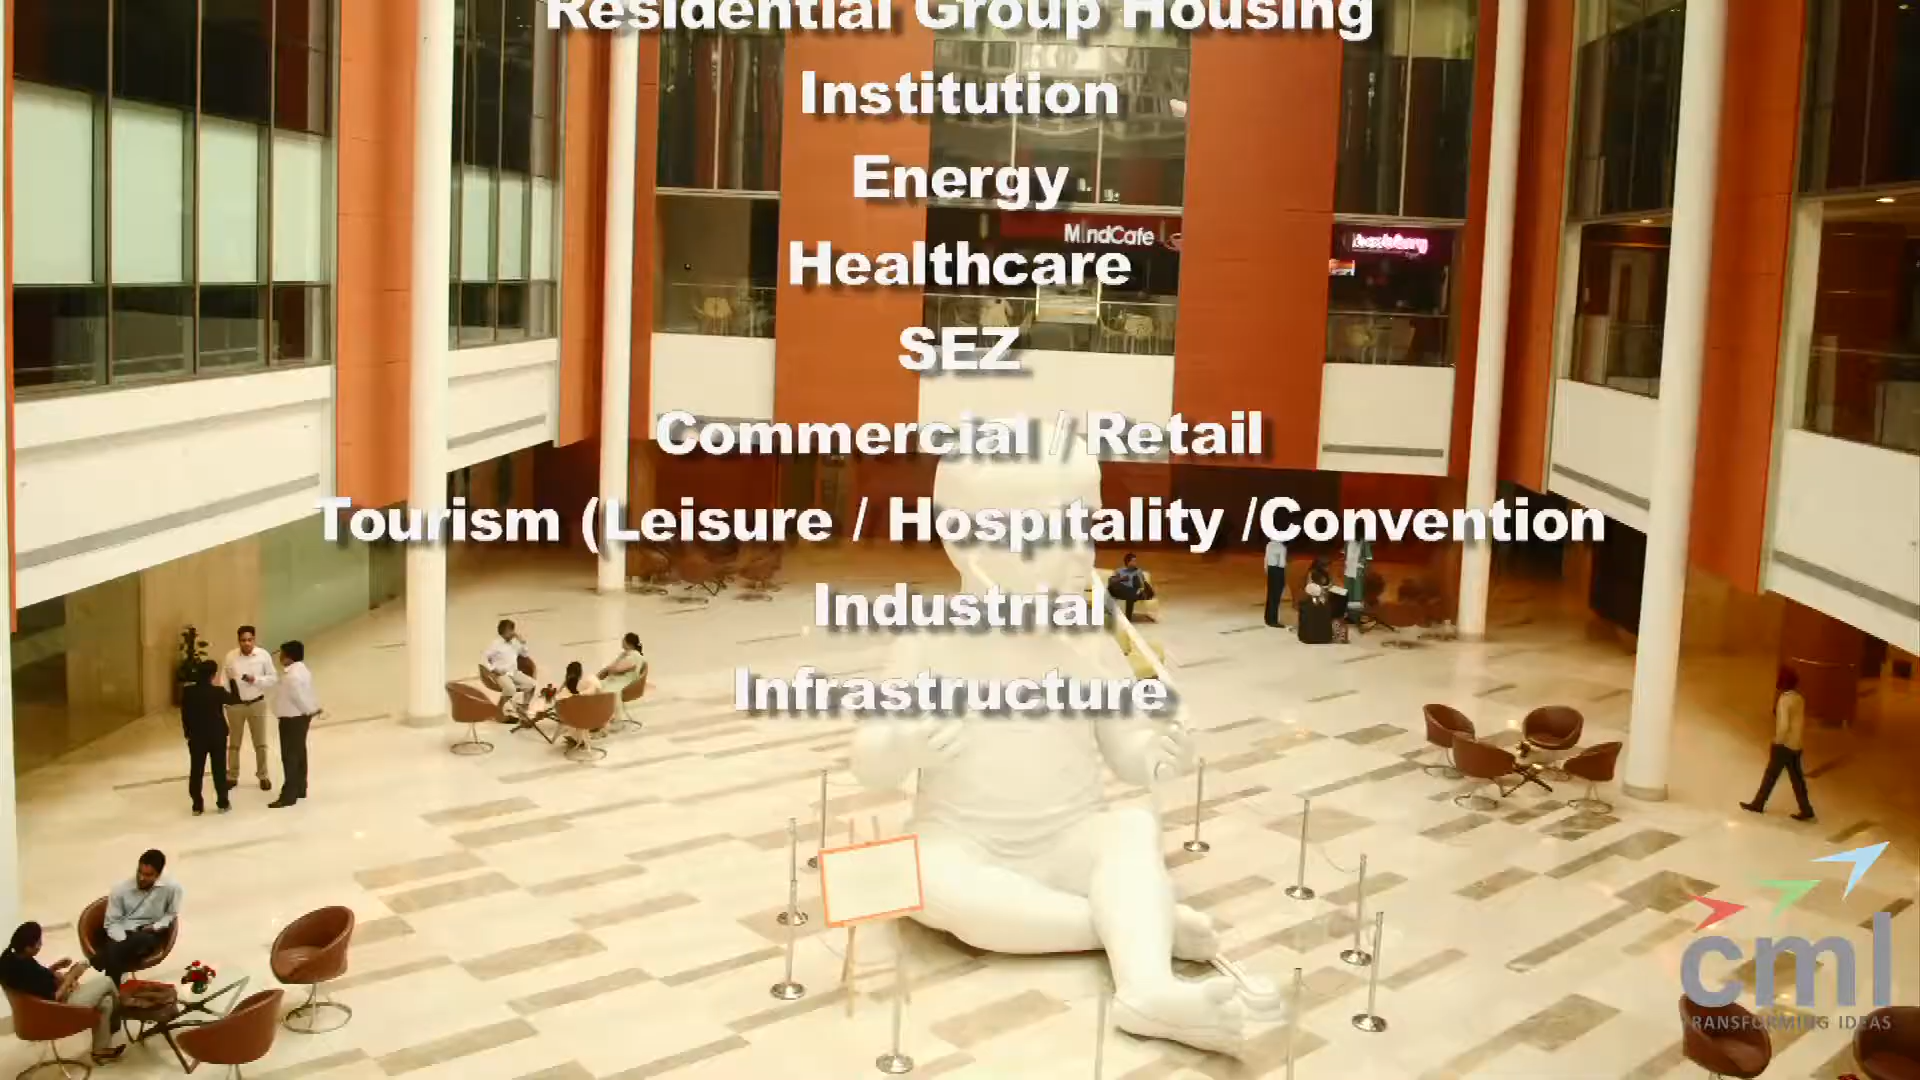 Residential Group Housing
Institution
Energy
MindCafe
Healthcare
SEZ
Commercial / Retail
Tourism (Leisure / Hospitality /Convention
Industrial
Infrastructure
cml
TRANSFORMING IDEAS